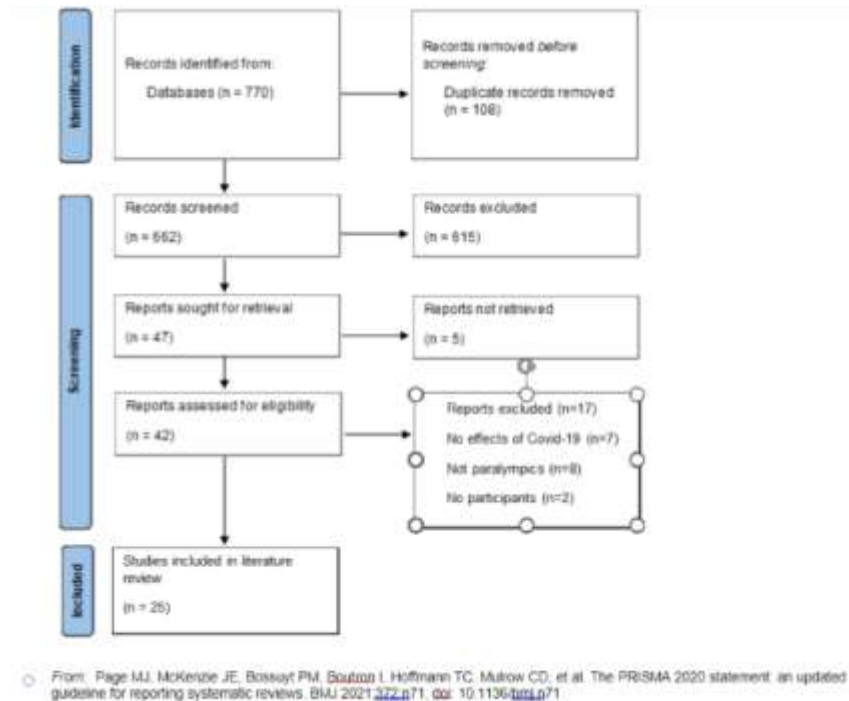 Identification
Records identified from:
Databases (n = 770)
Records removed before
screening:
Duplicate records removed
(n = 108)
Screening
Records screened
(n = 662)
Records excluded
(n = 615)
Reports sought for retrieval
(n = 47)
Reports not retrieved
(n = 5)
Reports assessed for eligibility
(n = 42)
Reports excluded (n=17)
No effects of Covid-19 (n=7)
Not paralympics (n=8)
No participants (n=2)
Included
Studies included in literature
review
(n = 25)
From: Page MJ, McKenzie JE, Bossuyt PM, Boutron I, Hoffmann TC, Mulrow CD, et al. The PRISMA 2020 statement: an updated
guideline for reporting systematic reviews. BMJ 2021;372:n71. doi: 10.1136/bmj.n71